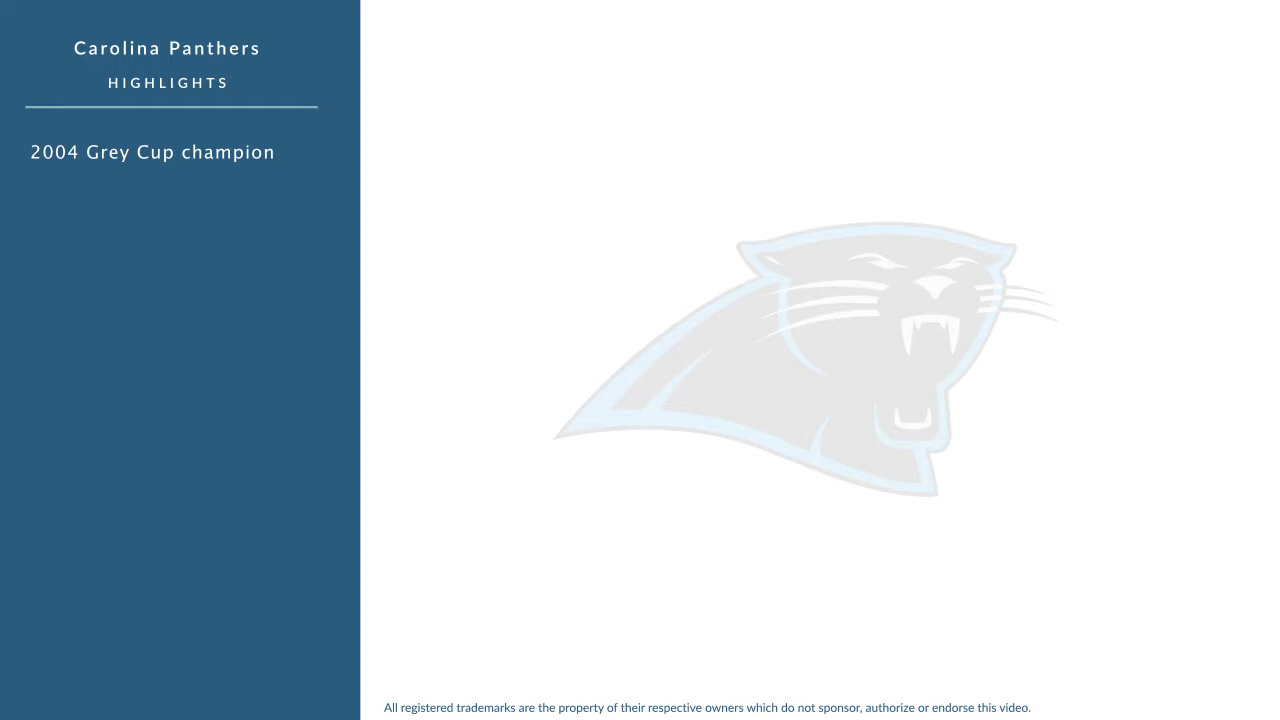 Carolina Panthers
HIGHLIGHTS
2004 Grey Cup champion
All registered trademarks are the property of their respective owners which do not sponsor, authorize or endorse this video.